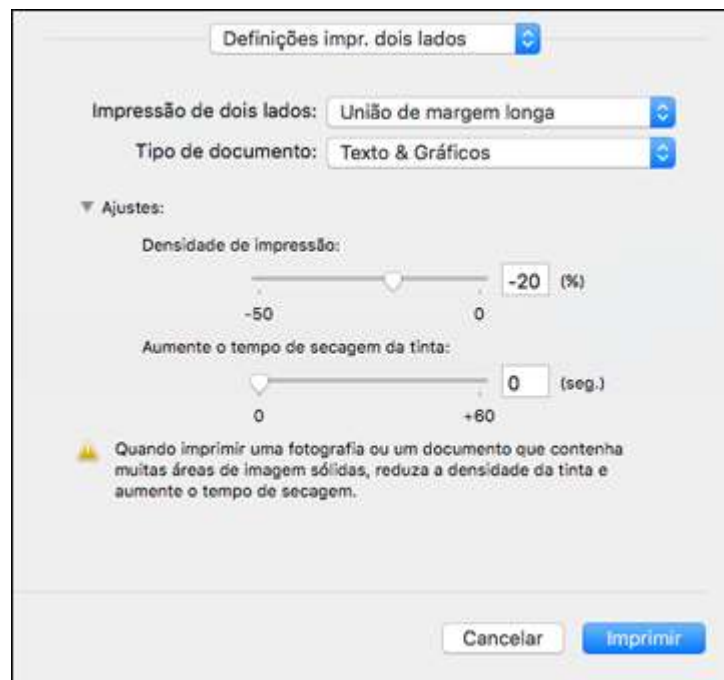 Definições impr. dois lados
Impressão de dois lados: União de margem longa
Tipo de documento: Texto & Gráficos
Ajustes:
Densidade de impressão:
-20 (%)
-50 0
Aumente o tempo de secagem da tinta:
0 (seg.)
0 +60
Quando imprimir uma fotografia ou um documento que contenha
muitas áreas de imagem sólidas, reduza a densidade da tinta e
aumente o tempo de secagem.
Cancelar Imprimir